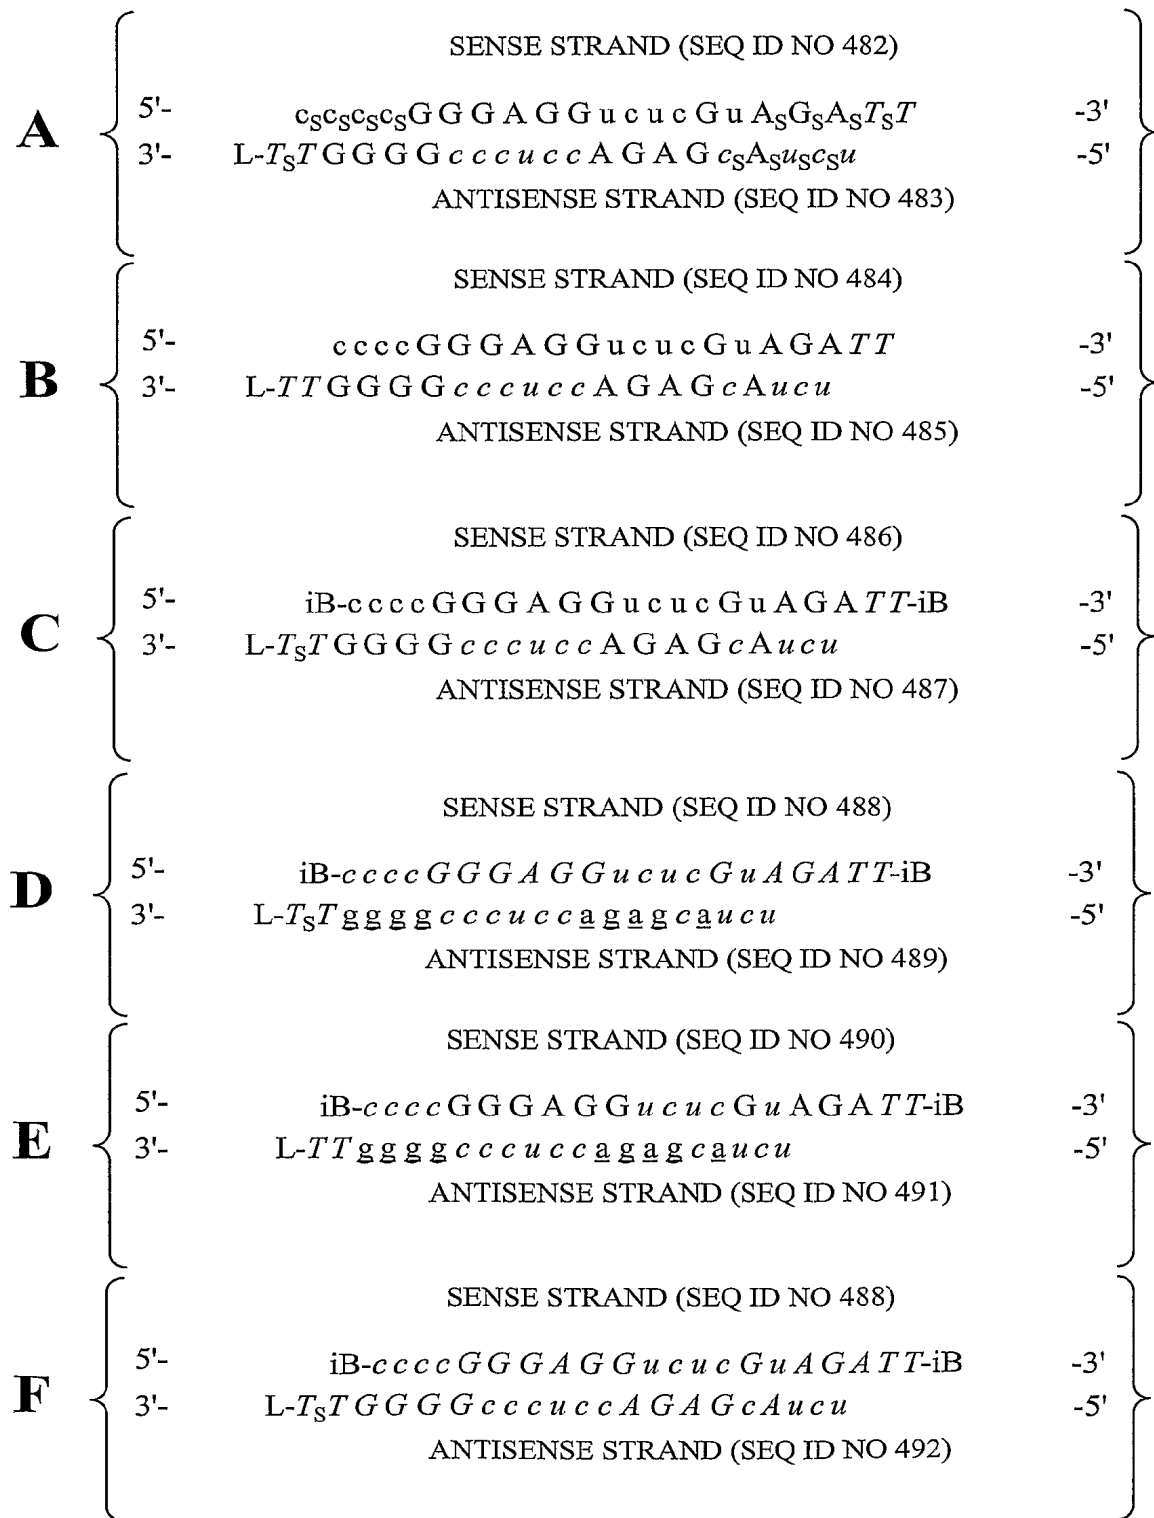 SENSE STRAND (SEQ ID NO 482)
A
5'- cscscscsGGGAGGucucGuAsGsAsTsT -3'
3'- L-TsTGGGGcccuccAGAGcsAsuscsu -5'
ANTISENSE STRAND (SEQ ID NO 483)
SENSE STRAND (SEQ ID NO 484)
B
5'- ccccGGGAGGucucGuAGATT -3'
3'- L-TTGGGGcccuccAGAGcAucu -5'
ANTISENSE STRAND (SEQ ID NO 485)
SENSE STRAND (SEQ ID NO 486)
C
5'- iB-ccccGGGAGGucucGuAGATT-iB -3'
3'- L-TsTGGGGcccuccAGAGcAucu -5'
ANTISENSE STRAND (SEQ ID NO 487)
SENSE STRAND (SEQ ID NO 488)
D
5'- iB-ccccGGGAGGucucGuAGATT-iB -3'
3'- L-TsTggggcccuccagagcaucu -5'
ANTISENSE STRAND (SEQ ID NO 489)
SENSE STRAND (SEQ ID NO 490)
E
5'- iB-ccccGGGAGGucucGuAGATT-iB -3'
3'- L-TTggggcccuccagagcaucu -5'
ANTISENSE STRAND (SEQ ID NO 491)
SENSE STRAND (SEQ ID NO 488)
F
5'- iB-ccccGGGAGGucucGuAGATT-iB -3'
3'- L-TsTGGGGcccuccAGAGcAucu -5'
ANTISENSE STRAND (SEQ ID NO 492)